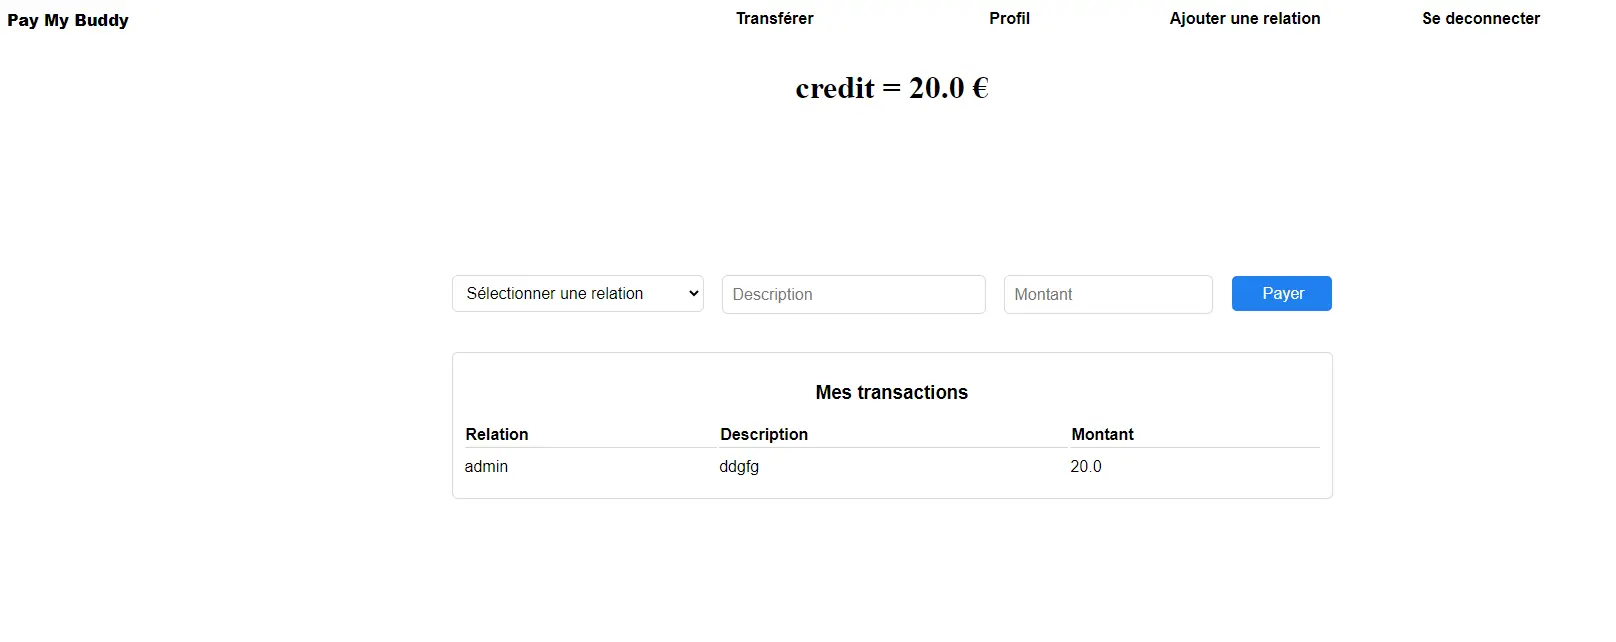 Pay My Buddy Transférer Profil Ajouter une relation Se deconnecter
credit = 20.0 €
Sélectionner une relation Description Montant Payer
Mes transactions
Relation Description Montant
admin ddgfg 20.0